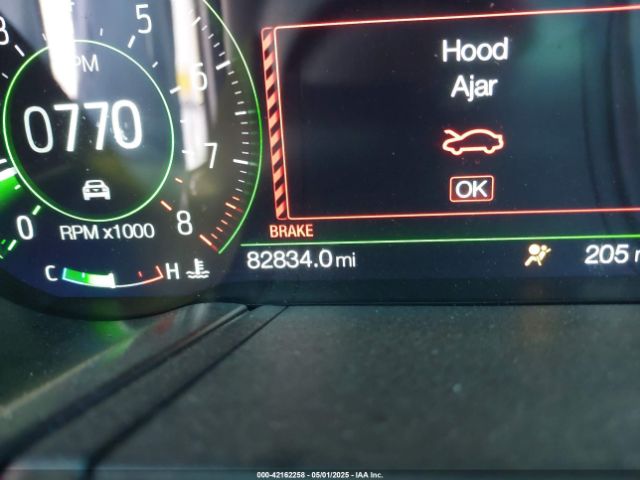 5
PM
6
0770
7
0
8
RPM x1000
C
H
Hood
Ajar
OK
BRAKE
82834.0 mi
205
000-42162258 - 05/01/2025 - IAA Inc.